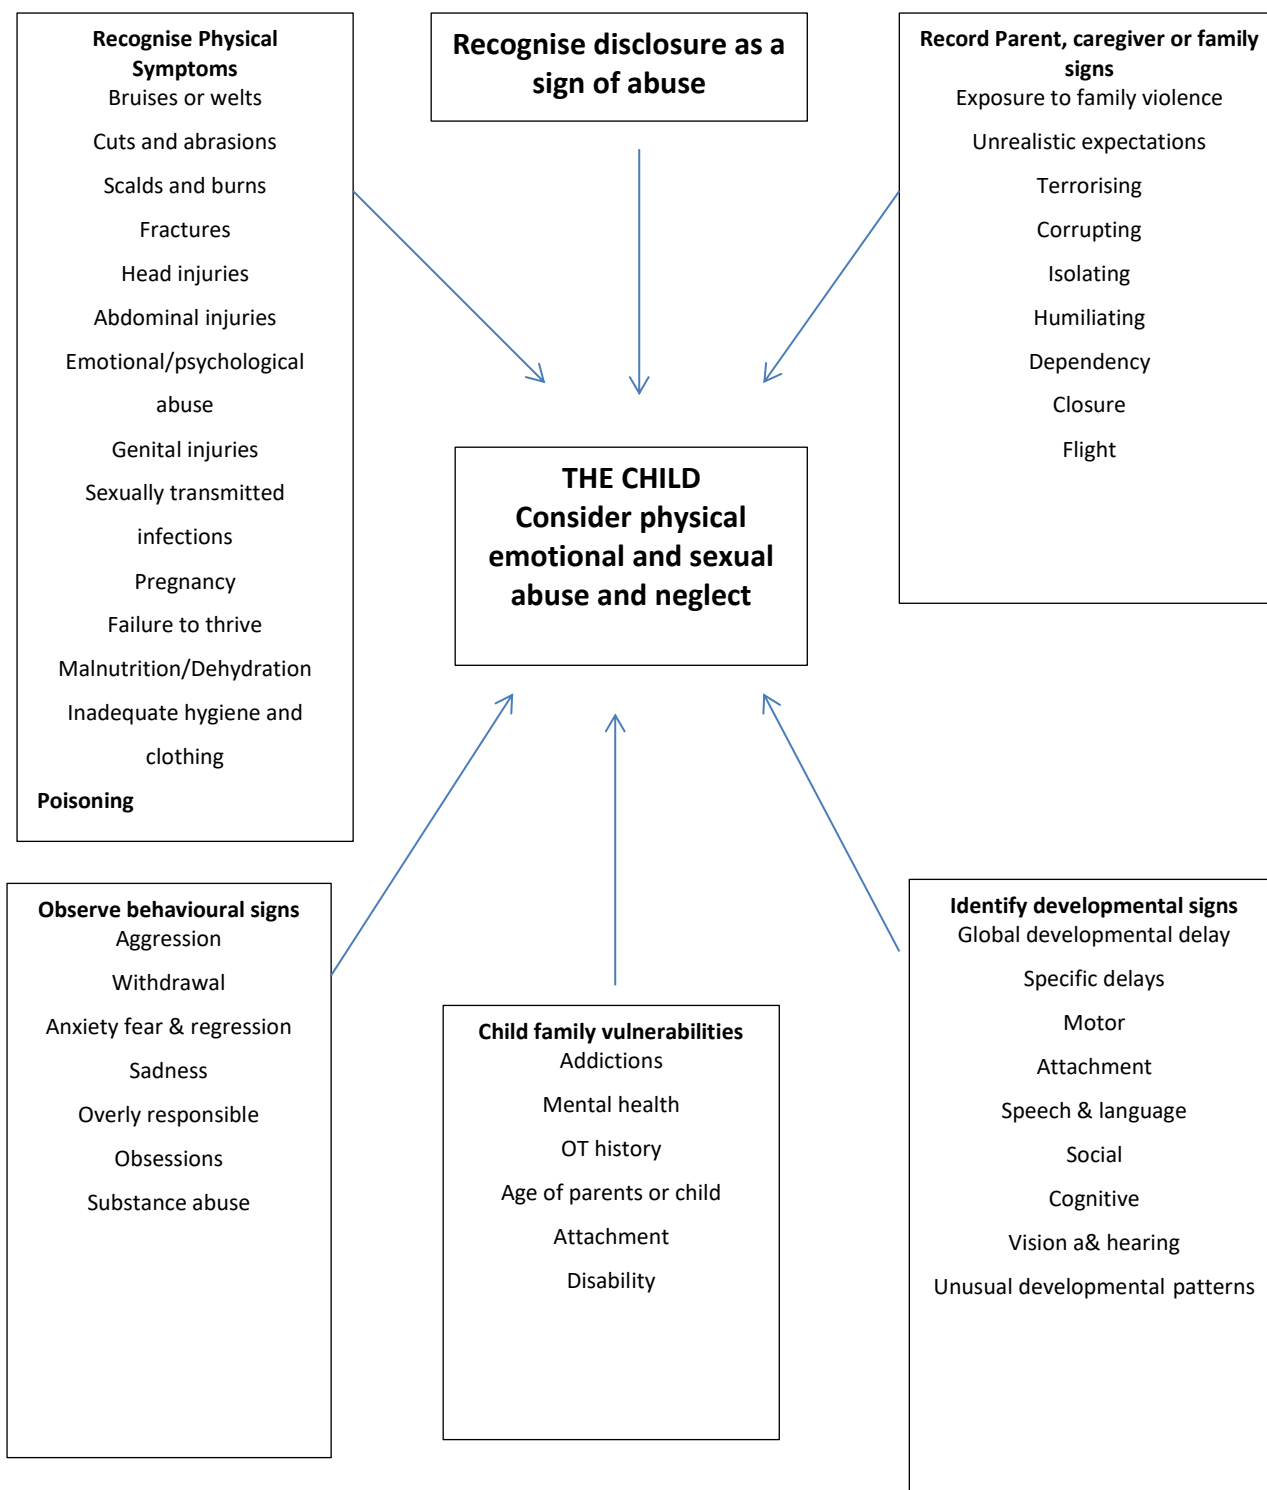 Recognise Physical
Symptoms
Bruises or welts
Cuts and abrasions
Scalds and burns
Fractures
Head injuries
Abdominal injuries
Emotional/psychological
abuse
Genital injuries
Sexually transmitted
infections
Pregnancy
Failure to thrive
Malnutrition/Dehydration
Inadequate hygiene and
clothing
Poisoning
Recognise disclosure as a
sign of abuse
Record Parent, caregiver or family
signs
Exposure to family violence
Unrealistic expectations
Terrorising
Corrupting
Isolating
Humiliating
Dependency
Closure
Flight
THE CHILD
Consider physical
emotional and sexual
abuse and neglect
Observe behavioural signs
Aggression
Withdrawal
Anxiety fear & regression
Sadness
Overly responsible
Obsessions
Substance abuse
Child family vulnerabilities
Addictions
Mental health
OT history
Age of parents or child
Attachment
Disability
Identify developmental signs
Global developmental delay
Specific delays
Motor
Attachment
Speech & language
Social
Cognitive
Vision a& hearing
Unusual developmental patterns